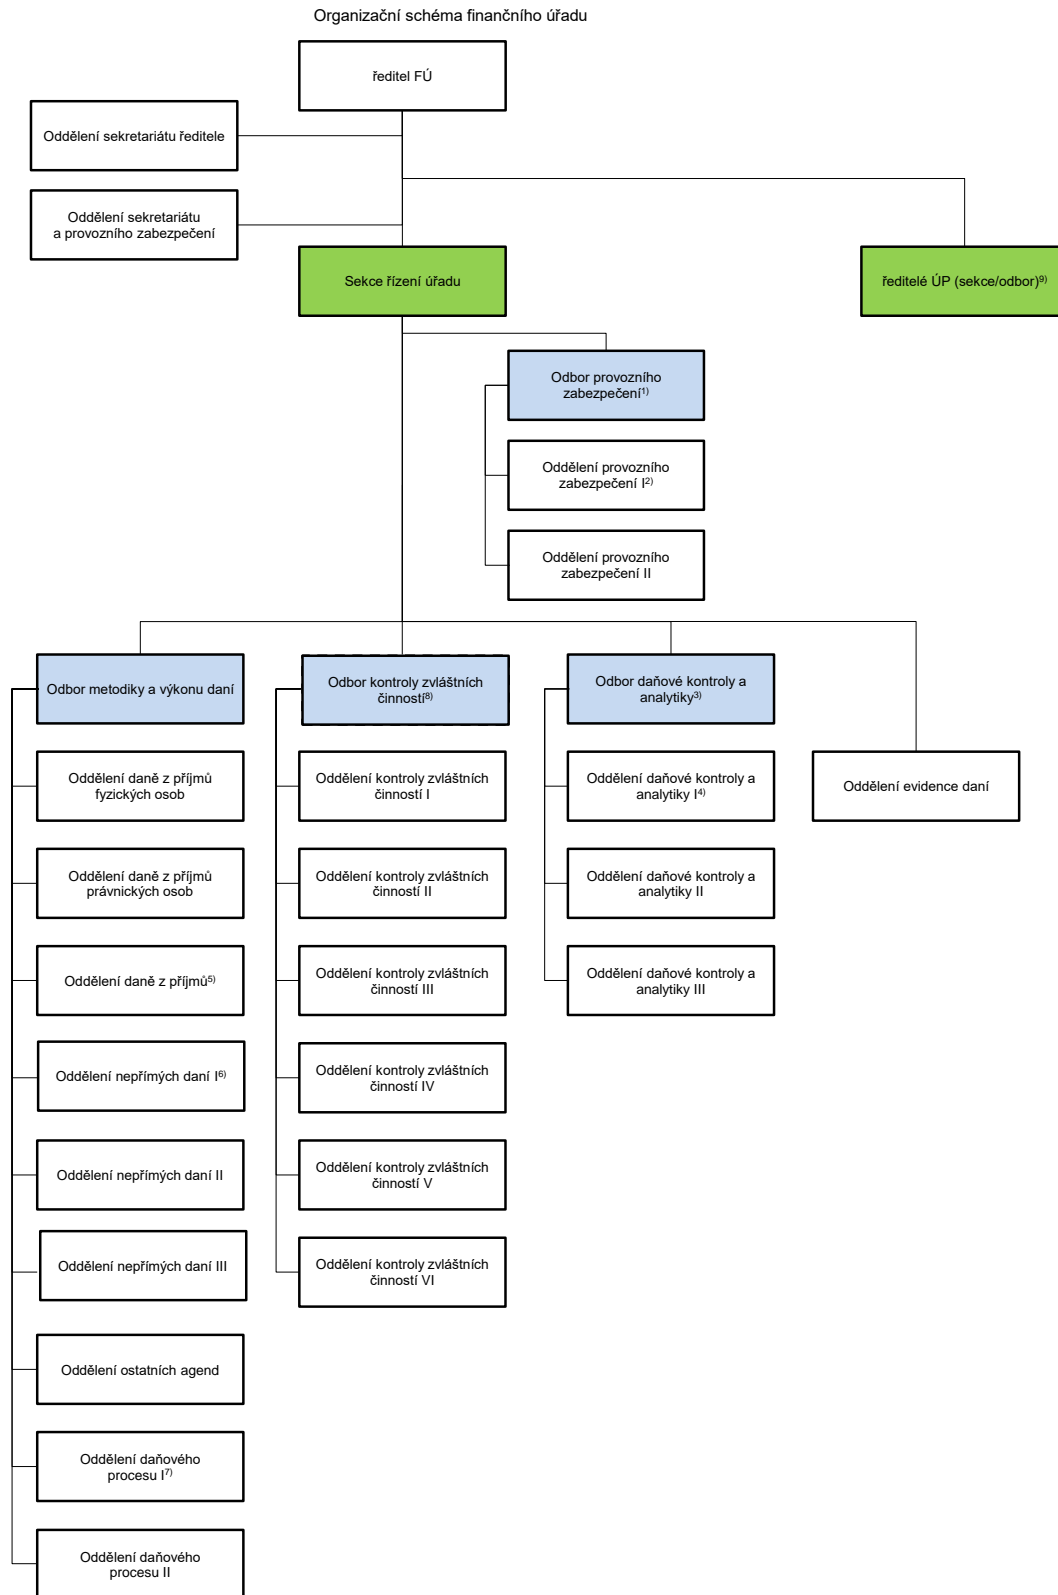 Organizační schéma finančního úřadu
ředitel FÚ
Oddělení sekretariátu ředitele
Oddělení sekretariátu
a provozního zabezpečení
Sekce řízení úřadu
ředitelé ÚP (sekce/odbor)⁹⁾
Odbor provozního
zabezpečení¹⁾
Oddělení provozního
zabezpečení I²⁾
Oddělení provozního
zabezpečení II
Odbor metodiky a výkonu daní
Oddělení daně z příjmů
fyzických osob
Oddělení daně z příjmů
právnických osob
Oddělení daně z příjmů⁵⁾
Oddělení nepřímých daní I⁶⁾
Oddělení nepřímých daní II
Oddělení nepřímých daní III
Oddělení ostatních agend
Oddělení daňového
procesu I⁷⁾
Oddělení daňového
procesu II
Odbor kontroly zvláštních
činností⁸⁾
Oddělení kontroly zvláštních
činností I
Oddělení kontroly zvláštních
činností II
Oddělení kontroly zvláštních
činností III
Oddělení kontroly zvláštních
činností IV
Oddělení kontroly zvláštních
činností V
Oddělení kontroly zvláštních
činností VI
Odbor daňové kontroly a
analytiky³⁾
Oddělení daňové kontroly a
analytiky I⁴⁾
Oddělení daňové kontroly a
analytiky II
Oddělení daňové kontroly a
analytiky III
Oddělení evidence daní